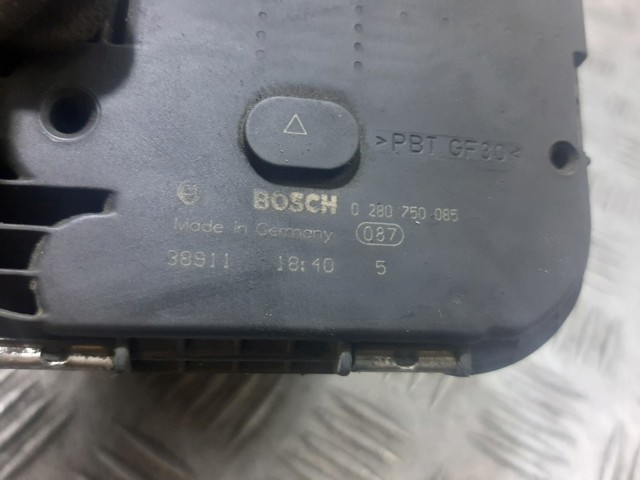 >PBT GF30<
BOSCH 0 280 750 085
Made in Germany 087
38911 18:40 5